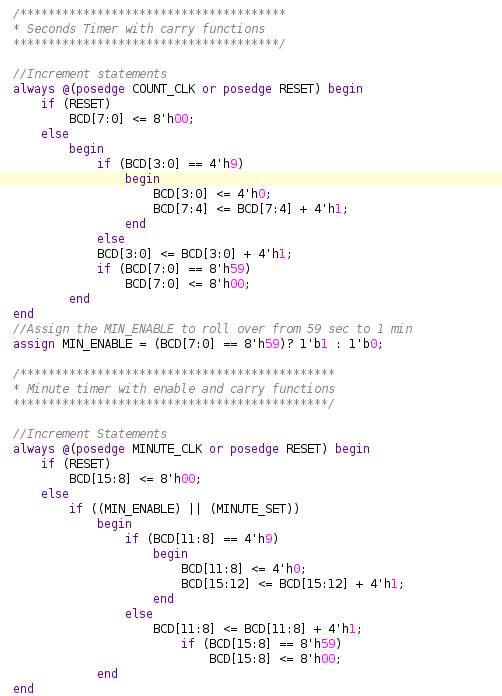 /**************************************
* Seconds Timer with carry functions
**************************************/
//Increment statements
always @(posedge COUNT_CLK or posedge RESET) begin
    if (RESET)
        BCD[7:0] <= 8'h00;
    else
        begin
            if (BCD[3:0] == 4'h9)
                begin
                    BCD[3:0] <= 4'h0;
                    BCD[7:4] <= BCD[7:4] + 4'h1;
                end
            else
            BCD[3:0] <= BCD[3:0] + 4'h1;
            if (BCD[7:0] == 8'h59)
                BCD[7:0] <= 8'h00;
        end
end
//Assign the MIN_ENABLE to roll over from 59 sec to 1 min
assign MIN_ENABLE = (BCD[7:0] == 8'h59)? 1'b1 : 1'b0;
/*********************************************
* Minute timer with enable and carry functions
*********************************************/
//Increment Statements
always @(posedge MINUTE_CLK or posedge RESET) begin
    if (RESET)
        BCD[15:8] <= 8'h00;
    else
        if ((MIN_ENABLE) || (MINUTE_SET))
            begin
                if (BCD[11:8] == 4'h9)
                    begin
                        BCD[11:8] <= 4'h0;
                        BCD[15:12] <= BCD[15:12] + 4'h1;
                    end
                else
                    BCD[11:8] <= BCD[11:8] + 4'h1;
                        if (BCD[15:8] == 8'h59)
                            BCD[15:8] <= 8'h00;
            end
end